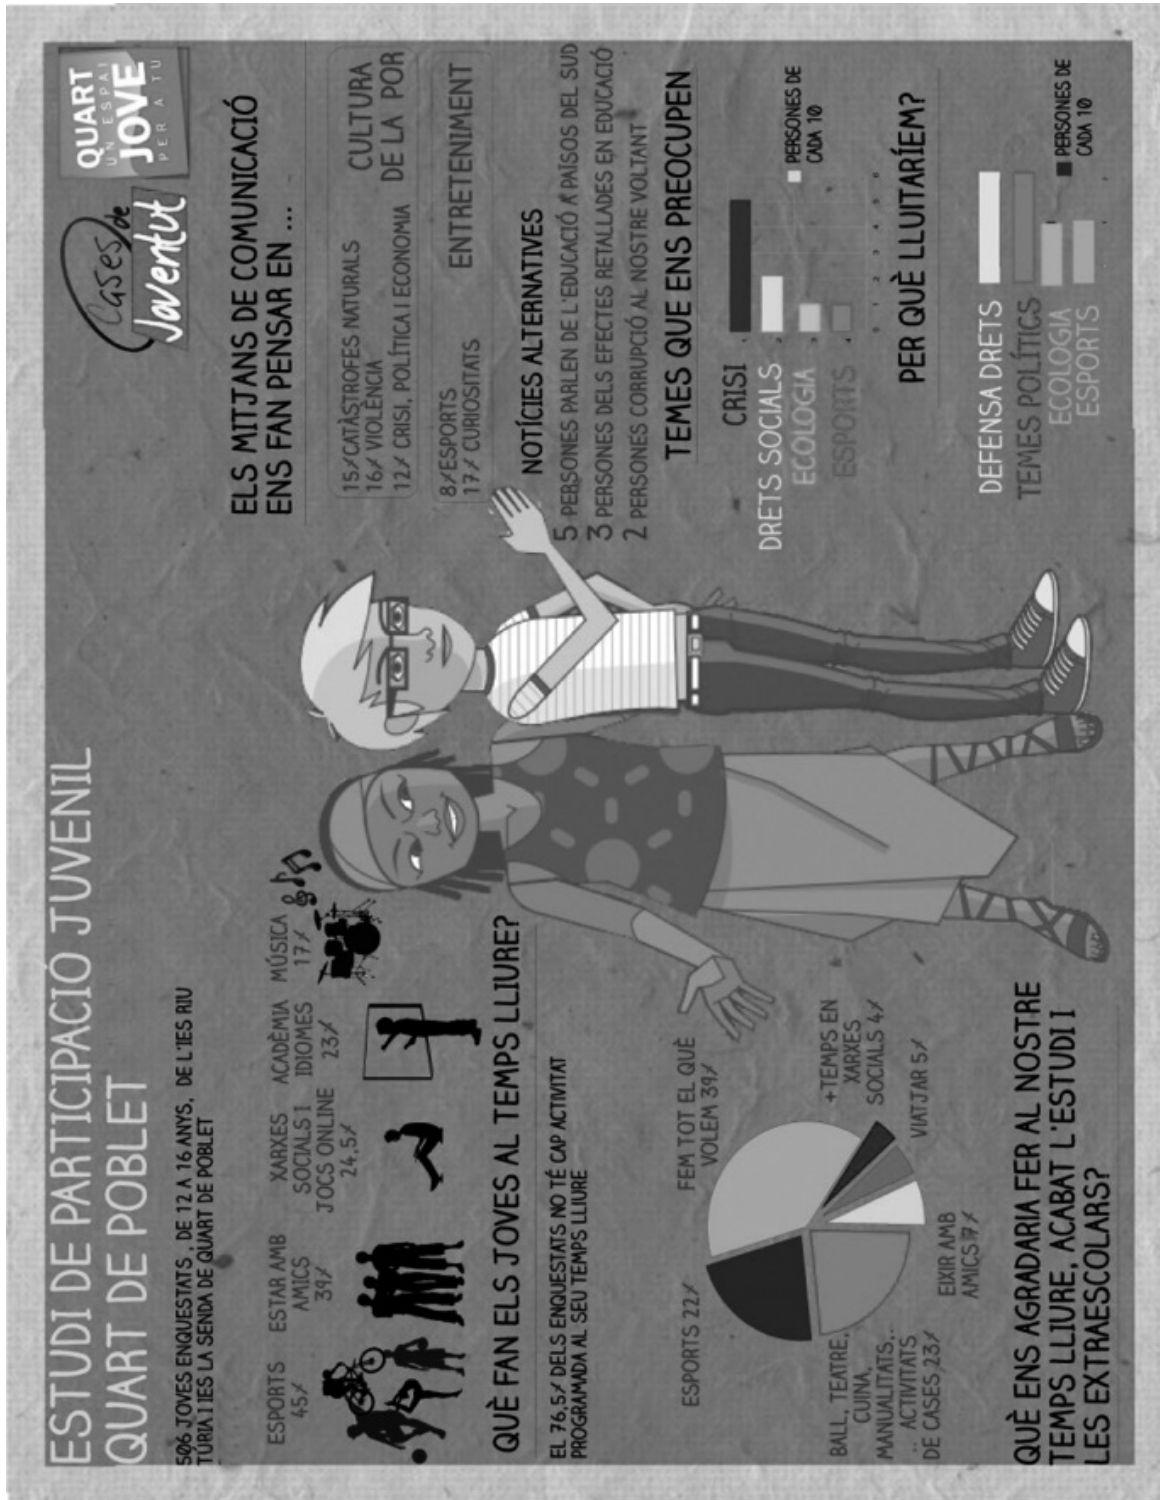 ESTUDI DE PARTICIPACIÓ JUVENIL
QUART DE POBLET
506 JOVES ENQUESTATS , DE 12 A 16 ANYS, DE L'IES RIU
TÚRIA I IES LA SENDA DE QUART DE POBLET
Cases de
Joventut
QUART
UN ESPAI
JOVE
PER A TU
ESPORTS
45%
ESTAR AMB
AMICS
39%
XARXES
SOCIALS I
JOCS ONLINE
24,5%
ACADÈMIA
IDIOMES
23%
MÚSICA
17%
QUÈ FAN ELS JOVES AL TEMPS LLIURE?
EL 76,5% DELS ENQUESTATS NO TÉ CAP ACTIVITAT
PROGRAMADA AL SEU TEMPS LLIURE
ESPORTS 22%
FEM TOT EL QUÈ
VOLEM 39%
+TEMPS EN
XARXES
SOCIALS 4%
VIATJAR 5%
EIXIR AMB
AMICS 7%
BALL, TEATRE,
CUINA,
MANUALITATS..
.. ACTIVITATS
DE CASES 23%
QUÈ ENS AGRADARIA FER AL NOSTRE
TEMPS LLIURE, ACABAT L'ESTUDI I
LES EXTRAESCOLARS?
ELS MITJANS DE COMUNICACIÓ
ENS FAN PENSAR EN ...
15% CATÀSTROFES NATURALS
16% VIOLÈNCIA
12% CRISI, POLÍTICA I ECONOMIA
CULTURA
DE LA POR
8% ESPORTS
17% CURIOSITATS
ENTRETENIMENT
NOTÍCIES ALTERNATIVES
5 PERSONES PARLEN DE L'EDUCACIÓ A PAÏSOS DEL SUD
3 PERSONES DELS EFECTES RETALLADES EN EDUCACIÓ
2 PERSONES CORRUPCIÓ AL NOSTRE VOLTANT
TEMES QUE ENS PREOCUPEN
CRISI
DRETS SOCIALS
ECOLOGIA
ESPORTS
0 1 2 3 4 5 6
PERSONES DE
CADA 10
PER QUÈ LLUITARÍEM?
DEFENSA DRETS
TEMES POLÍTICS
ECOLOGIA
ESPORTS
PERSONES DE
CADA 10